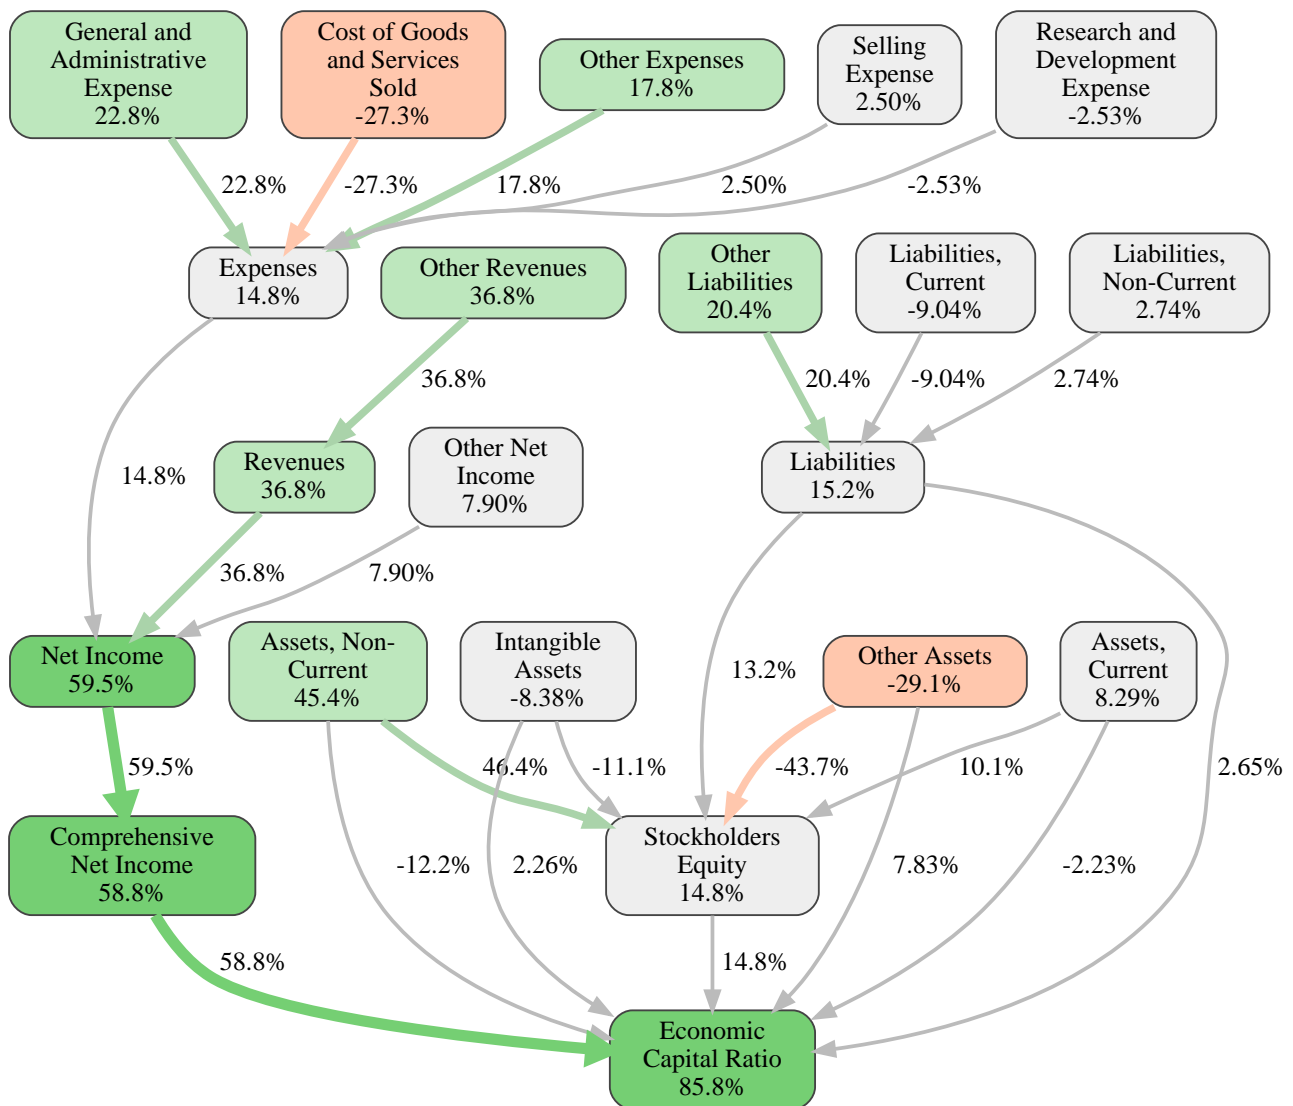 General and
Administrative
Expense
22.8%
Cost of Goods
and Services
Sold
-27.3%
Other Expenses
17.8%
Selling
Expense
2.50%
Research and
Development
Expense
-2.53%
22.8%
-27.3%
17.8%
2.50%
-2.53%
Expenses
14.8%
Other Revenues
36.8%
Other
Liabilities
20.4%
Liabilities,
Current
-9.04%
Liabilities,
Non-Current
2.74%
36.8%
20.4%
-9.04%
2.74%
14.8%
Revenues
36.8%
Other Net
Income
7.90%
Liabilities
15.2%
36.8%
7.90%
Net Income
59.5%
Assets, Non-
Current
45.4%
Intangible
Assets
-8.38%
13.2%
Other Assets
-29.1%
Assets,
Current
8.29%
59.5%
46.4%
-11.1%
-43.7%
10.1%
2.65%
Comprehensive
Net Income
58.8%
-12.2%
2.26%
Stockholders
Equity
14.8%
7.83%
-2.23%
58.8%
14.8%
Economic
Capital Ratio
85.8%